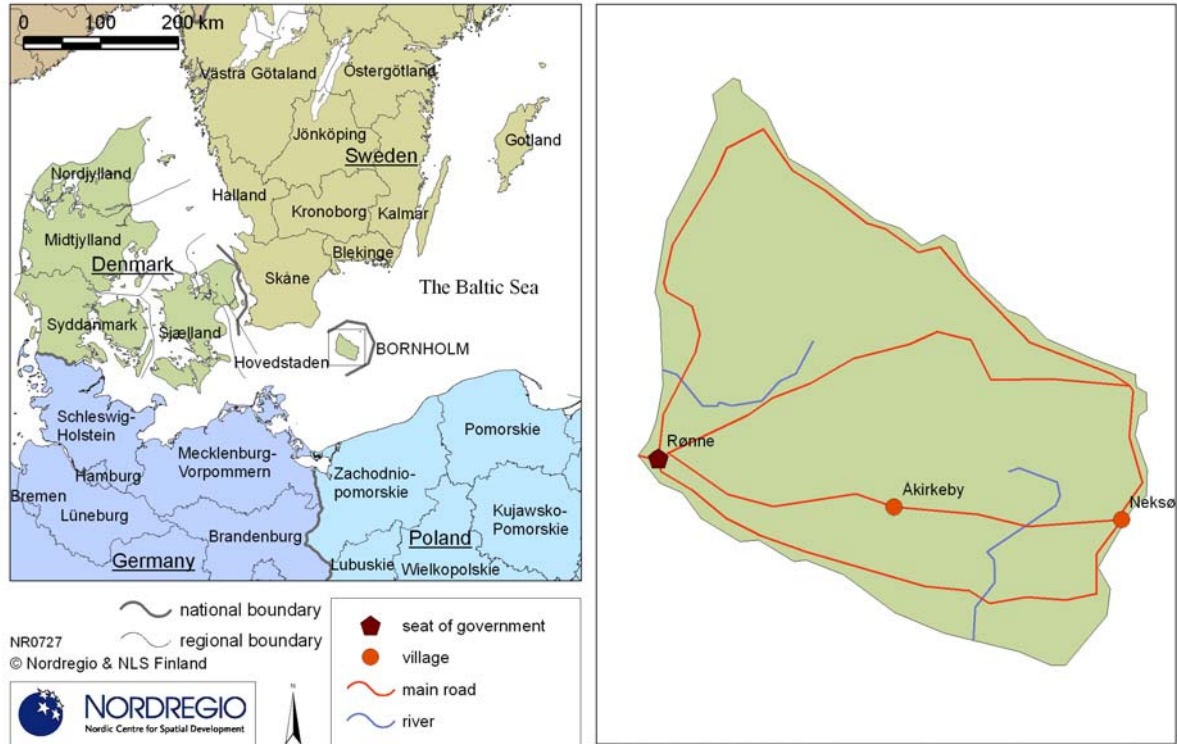 0 100 200 km
Västra Götaland
Östergötland
Gotland
Jönköping
Sweden
Nordjylland
Halland
Kronoborg
Kalmar
Midtjylland
Blekinge
Denmark
Skåne
The Baltic Sea
Syddanmark
Sjælland
BORNHOLM
Hovedstaden
Schleswig-
Holstein
Pomorskie
Mecklenburg-
Vorpommern
Zachodnio-
pomorskie
Hamburg
Bremen
Lüneburg
Kujawsko-
Pomorskie
Brandenburg
Poland
Germany
Lubuskie
Wielkopolskie
national boundary
regional boundary
NR0727
© Nordregio & NLS Finland
NORDREGIO
Nordic Centre for Spatial Development
N
seat of government
village
main road
river
Rønne
Åkirkeby
Neksø